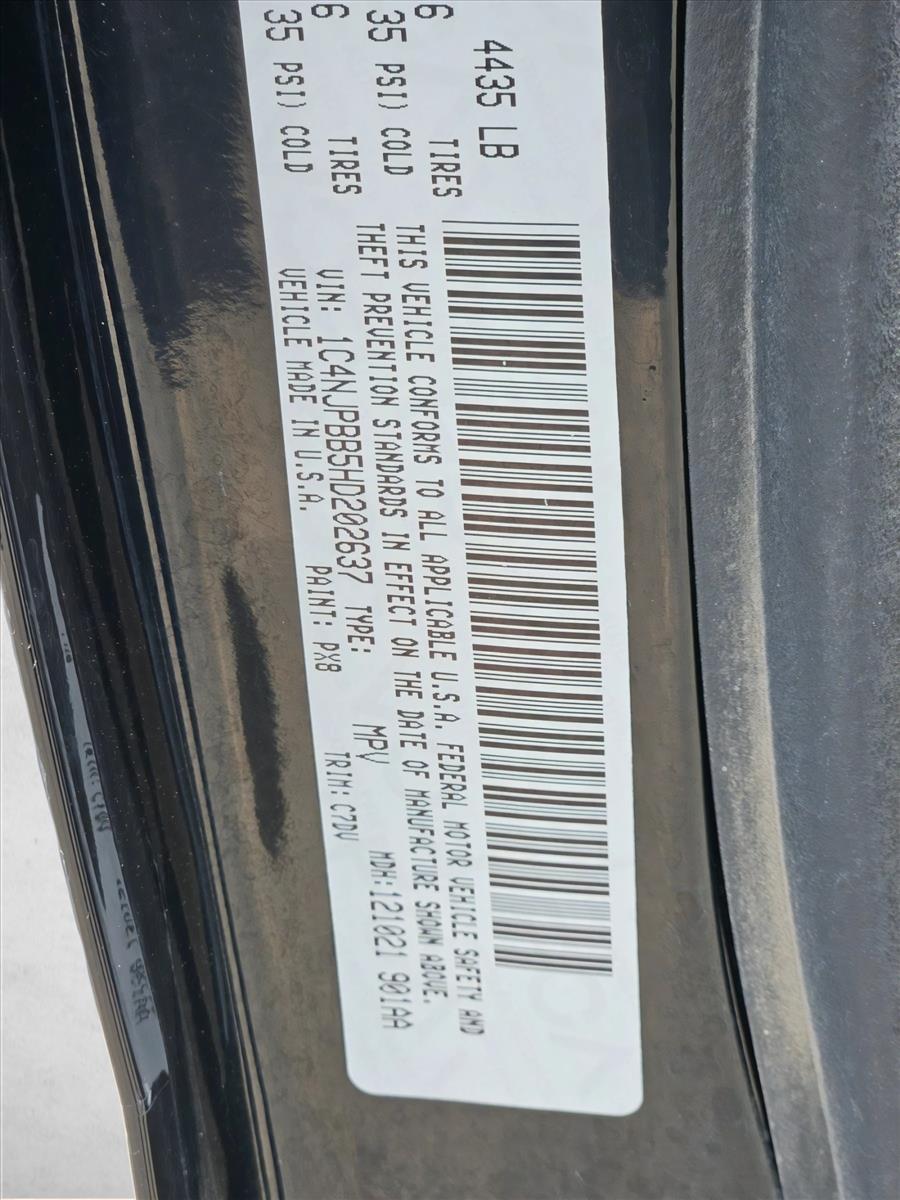 4435 LB
6 TIRES
35 PSI) COLD
6 TIRES
35 PSI) COLD
THIS VEHICLE CONFORMS TO ALL APPLICABLE U.S.A. FEDERAL MOTOR VEHICLE SAFETY AND
THEFT PREVENTION STANDARDS IN EFFECT ON THE DATE OF MANUFACTURE SHOWN ABOVE.
VIN: 1C4NJPBB5HD202637 TYPE: MPV MDH:121021 901AA
VEHICLE MADE IN U.S.A. PAINT: PX8 TRIM: C7DV